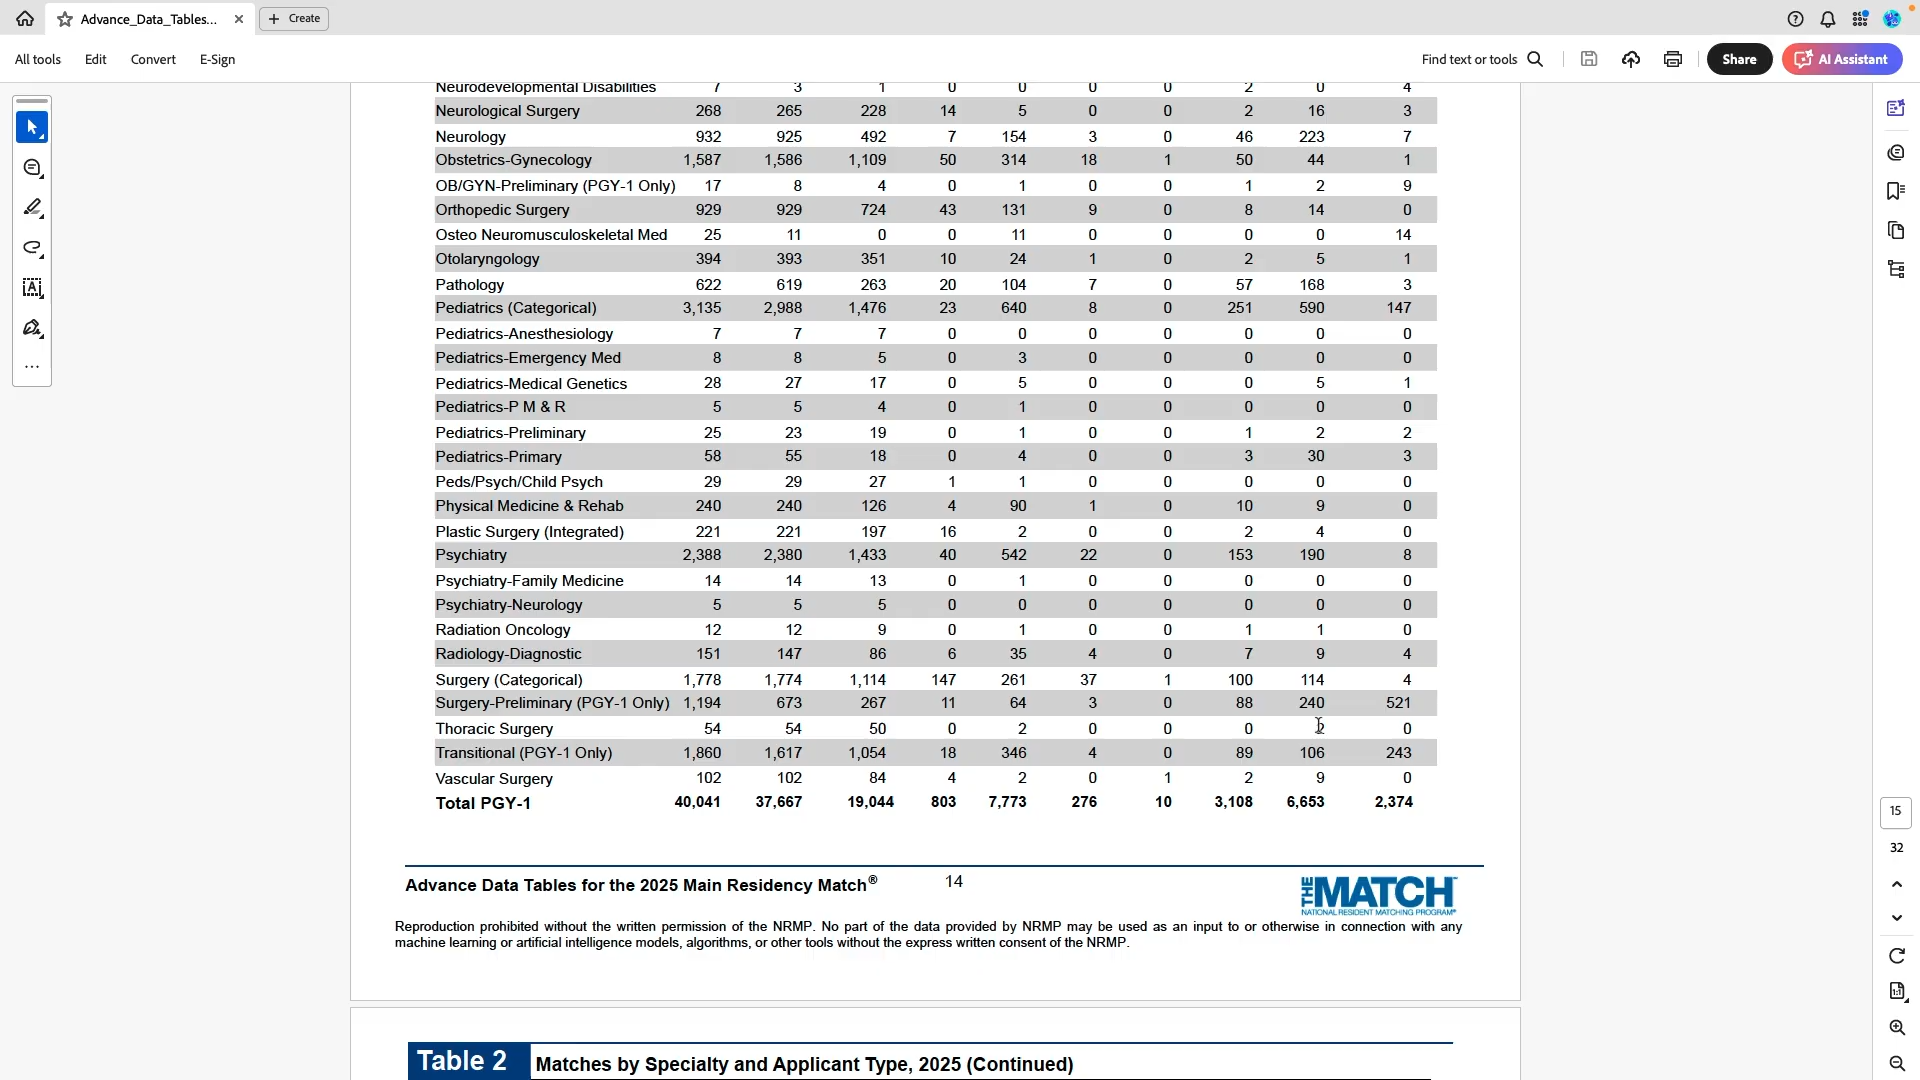 Advance_Data_Tables...
Create
All tools
Edit
Convert
E-Sign
Find text or tools
Share
AI Assistant
Neurodevelopmental Disabilities 7 3 1 0 0 0 0 2 0 4
Neurological Surgery 268 265 228 14 5 0 0 2 16 3
Neurology 932 925 492 7 154 3 0 46 223 7
Obstetrics-Gynecology 1,587 1,586 1,109 50 314 18 1 50 44 1
OB/GYN-Preliminary (PGY-1 Only) 17 8 4 0 1 0 0 1 2 9
Orthopedic Surgery 929 929 724 43 131 9 0 8 14 0
Osteo Neuromusculoskeletal Med 25 11 0 0 11 0 0 0 0 14
Otolaryngology 394 393 351 10 24 1 0 2 5 1
Pathology 622 619 263 20 104 7 0 57 168 3
Pediatrics (Categorical) 3,135 2,988 1,476 23 640 8 0 251 590 147
Pediatrics-Anesthesiology 7 7 7 0 0 0 0 0 0 0
Pediatrics-Emergency Med 8 8 5 0 3 0 0 0 0 0
Pediatrics-Medical Genetics 28 27 17 0 5 0 0 0 5 1
Pediatrics-P M & R 5 5 4 0 1 0 0 0 0 0
Pediatrics-Preliminary 25 23 19 0 1 0 0 1 2 2
Pediatrics-Primary 58 55 18 0 4 0 0 3 30 3
Peds/Psych/Child Psych 29 29 27 1 1 0 0 0 0 0
Physical Medicine & Rehab 240 240 126 4 90 1 0 10 9 0
Plastic Surgery (Integrated) 221 221 197 16 2 0 0 2 4 0
Psychiatry 2,388 2,380 1,433 40 542 22 0 153 190 8
Psychiatry-Family Medicine 14 14 13 0 1 0 0 0 0 0
Psychiatry-Neurology 5 5 5 0 0 0 0 0 0 0
Radiation Oncology 12 12 9 0 1 0 0 1 1 0
Radiology-Diagnostic 151 147 86 6 35 4 0 7 9 4
Surgery (Categorical) 1,778 1,774 1,114 147 261 37 1 100 114 4
Surgery-Preliminary (PGY-1 Only) 1,194 673 267 11 64 3 0 88 240 521
Thoracic Surgery 54 54 50 0 2 0 0 0 2 0
Transitional (PGY-1 Only) 1,860 1,617 1,054 18 346 4 0 89 106 243
Vascular Surgery 102 102 84 4 2 0 1 2 9 0
Total PGY-1 40,041 37,667 19,044 803 7,773 276 10 3,108 6,653 2,374
Advance Data Tables for the 2025 Main Residency Match®
14
THE MATCH
NATIONAL RESIDENT MATCHING PROGRAM®
Reproduction prohibited without the written permission of the NRMP. No part of the data provided by NRMP may be used as an input to or otherwise in connection with any
machine learning or artificial intelligence models, algorithms, or other tools without the express written consent of the NRMP.
Table 2 Matches by Specialty and Applicant Type, 2025 (Continued)
15
32